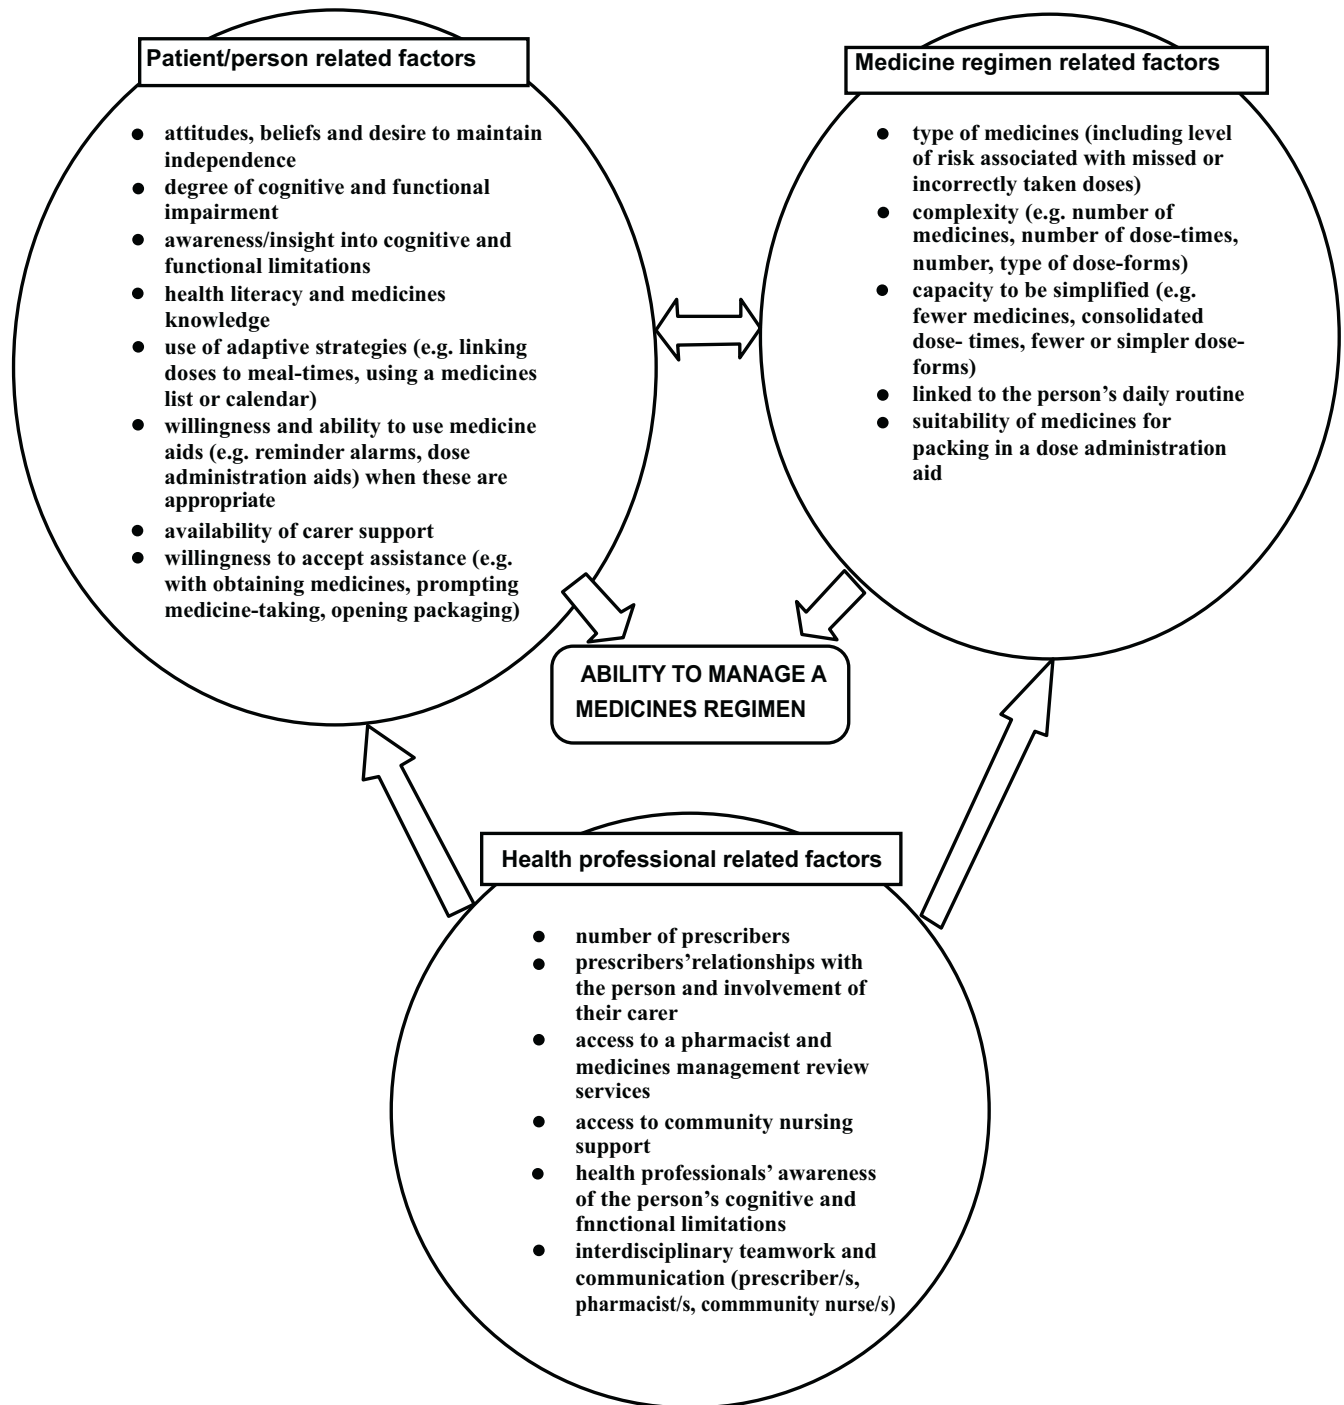 Patient/person related factors
● attitudes, beliefs and desire to maintain
independence
● degree of cognitive and functional
impairment
● awareness/insight into cognitive and
functional limitations
● health literacy and medicines
knowledge
● use of adaptive strategies (e.g. linking
doses to meal-times, using a medicines
list or calendar)
● willingness and ability to use medicine
aids (e.g. reminder alarms, dose
administration aids) when these are
appropriate
● availability of carer support
● willingness to accept assistance (e.g.
with obtaining medicines, prompting
medicine-taking, opening packaging)
Medicine regimen related factors
● type of medicines (including level
of risk associated with missed or
incorrectly taken doses)
● complexity (e.g. number of
medicines, number of dose-times,
number, type of dose-forms)
● capacity to be simplified (e.g.
fewer medicines, consolidated
dose- times, fewer or simpler dose-
forms)
● linked to the person's daily routine
● suitability of medicines for
packing in a dose administration
aid
ABILITY TO MANAGE A
MEDICINES REGIMEN
Health professional related factors
● number of prescribers
● prescribers'relationships with
the person and involvement of
their carer
● access to a pharmacist and
medicines management review
services
● access to community nursing
support
● health professionals' awareness
of the person's cognitive and
fnnctional limitations
● interdisciplinary teamwork and
communication (prescriber/s,
pharmacist/s, commmunity nurse/s)